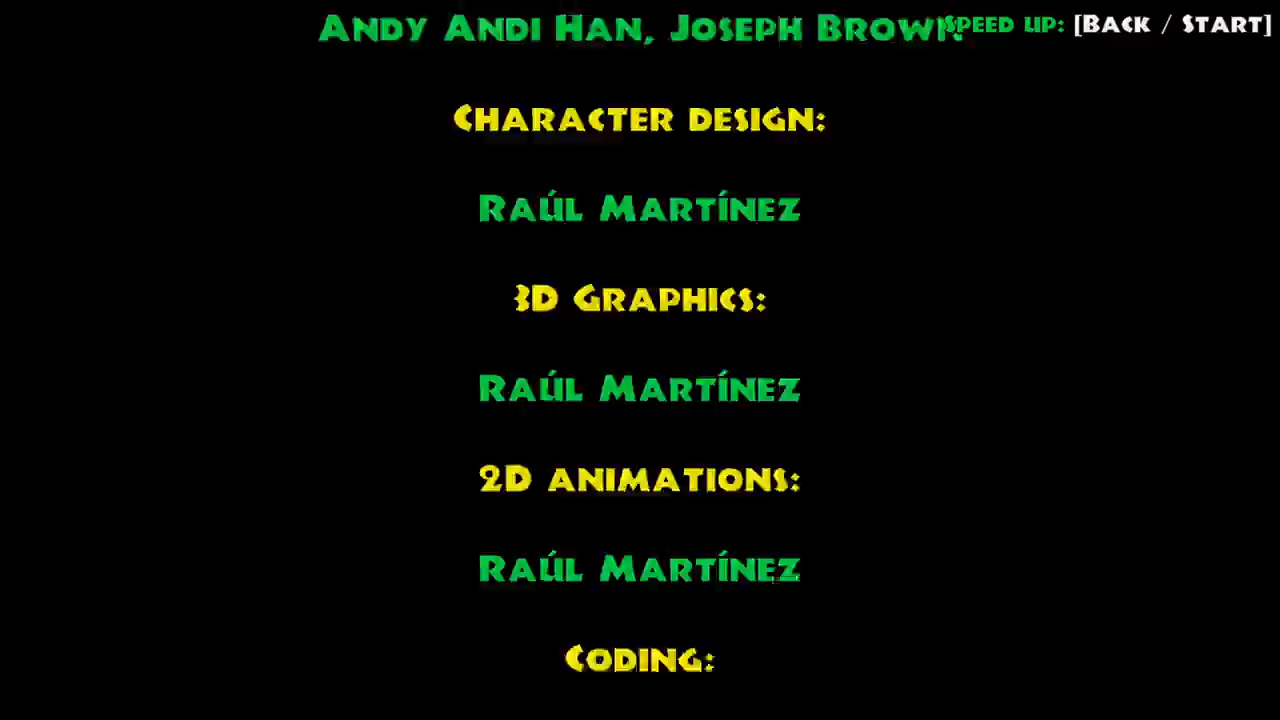 Andy Andi Han, Joseph Brown.
Speed up: [Back / Start]
Character design:
Raúl Martínez
3D Graphics:
Raúl Martínez
2D animations:
Raúl Martínez
Coding: